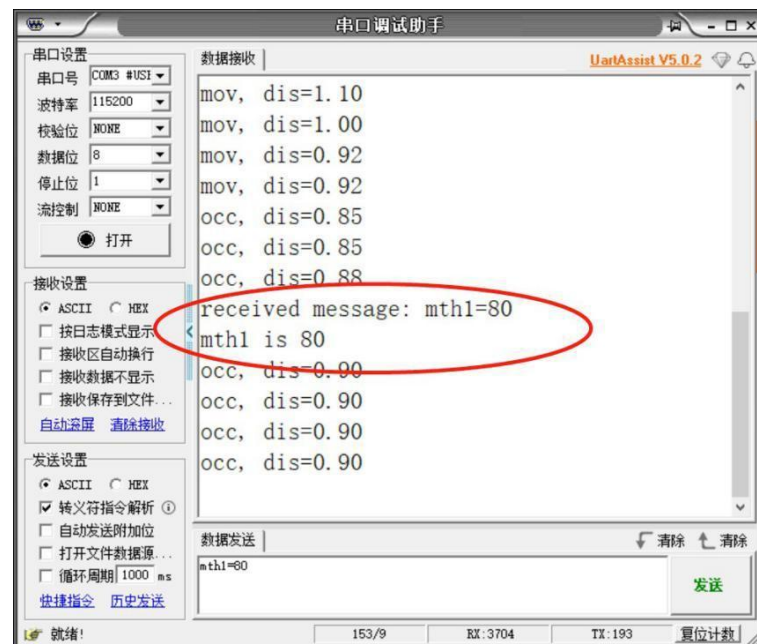 串口调试助手
串口设置
串口号 COM3 #USI
波特率 115200
校验位 NONE
数据位 8
停止位 1
流控制 NONE
打开
接收设置
ASCII HEX
按日志模式显示
接收区自动换行
接收数据不显示
接收保存到文件...
自动滚屏 清除接收
发送设置
ASCII HEX
转义符指令解析
自动发送附加位
打开文件数据源...
循环周期 1000 ms
快捷指令 历史发送
数据接收 UartAssist V5.0.2
mov, dis=1.10
mov, dis=1.00
mov, dis=0.92
mov, dis=0.92
occ, dis=0.85
occ, dis=0.85
occ, dis=0.88
received message: mth1=80
mth1 is 80
occ, dis=0.90
occ, dis=0.90
occ, dis=0.90
occ, dis=0.90
数据发送 清除 清除
mth1=80
发送
就绪! 153/9 RX:3704 TX:193 复位计数